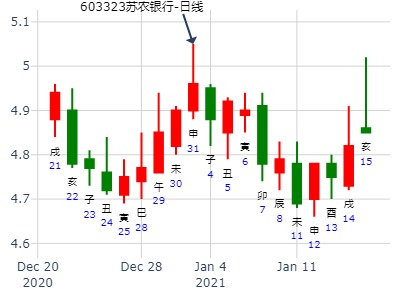 603323苏农银行-日线
5.1
5
4.9
4.8
4.7
4.6
戌
21
亥
22
子
23
丑
24
寅
25
巳
28
午
29
未
30
申
31
子
4
丑
5
寅
6
卯
7
辰
8
未
11
申
12
酉
13
戌
14
亥
15
Dec 20
2020
Dec 28
Jan 4
2021
Jan 11